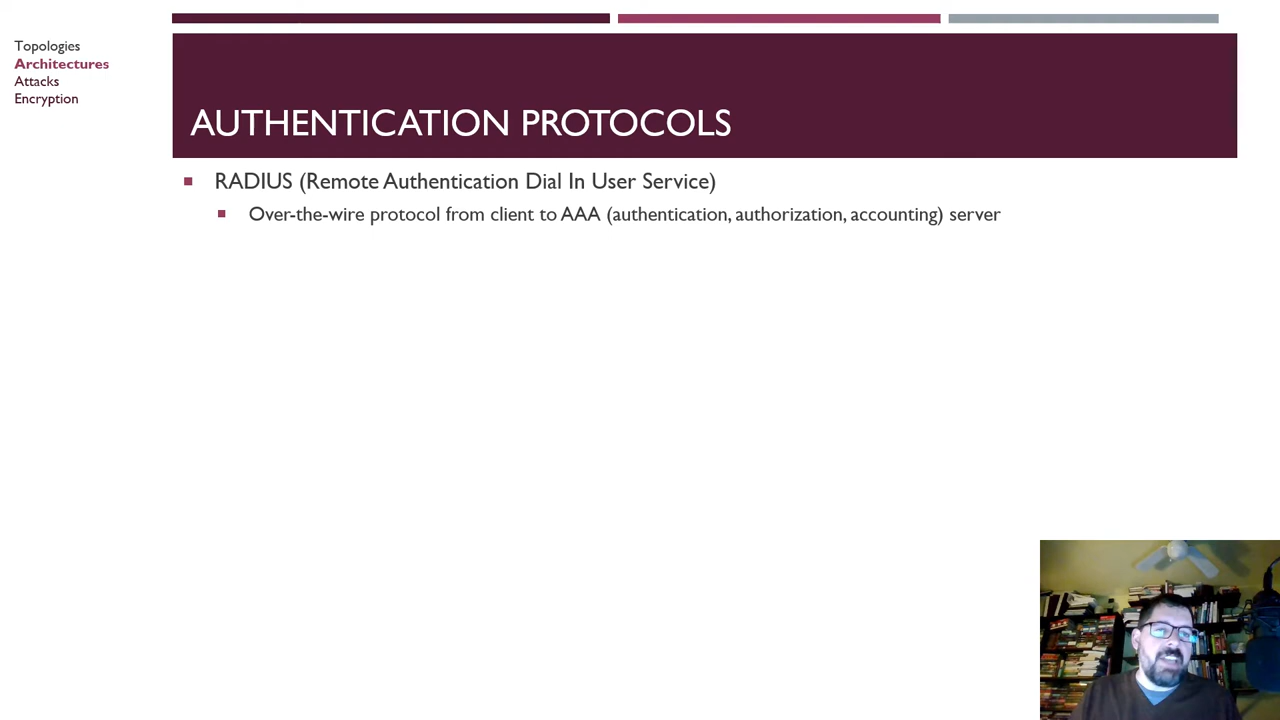 Topologies
Architectures
Attacks
Encryption
AUTHENTICATION PROTOCOLS
RADIUS (Remote Authentication Dial In User Service)
Over-the-wire protocol from client to AAA (authentication, authorization, accounting) server